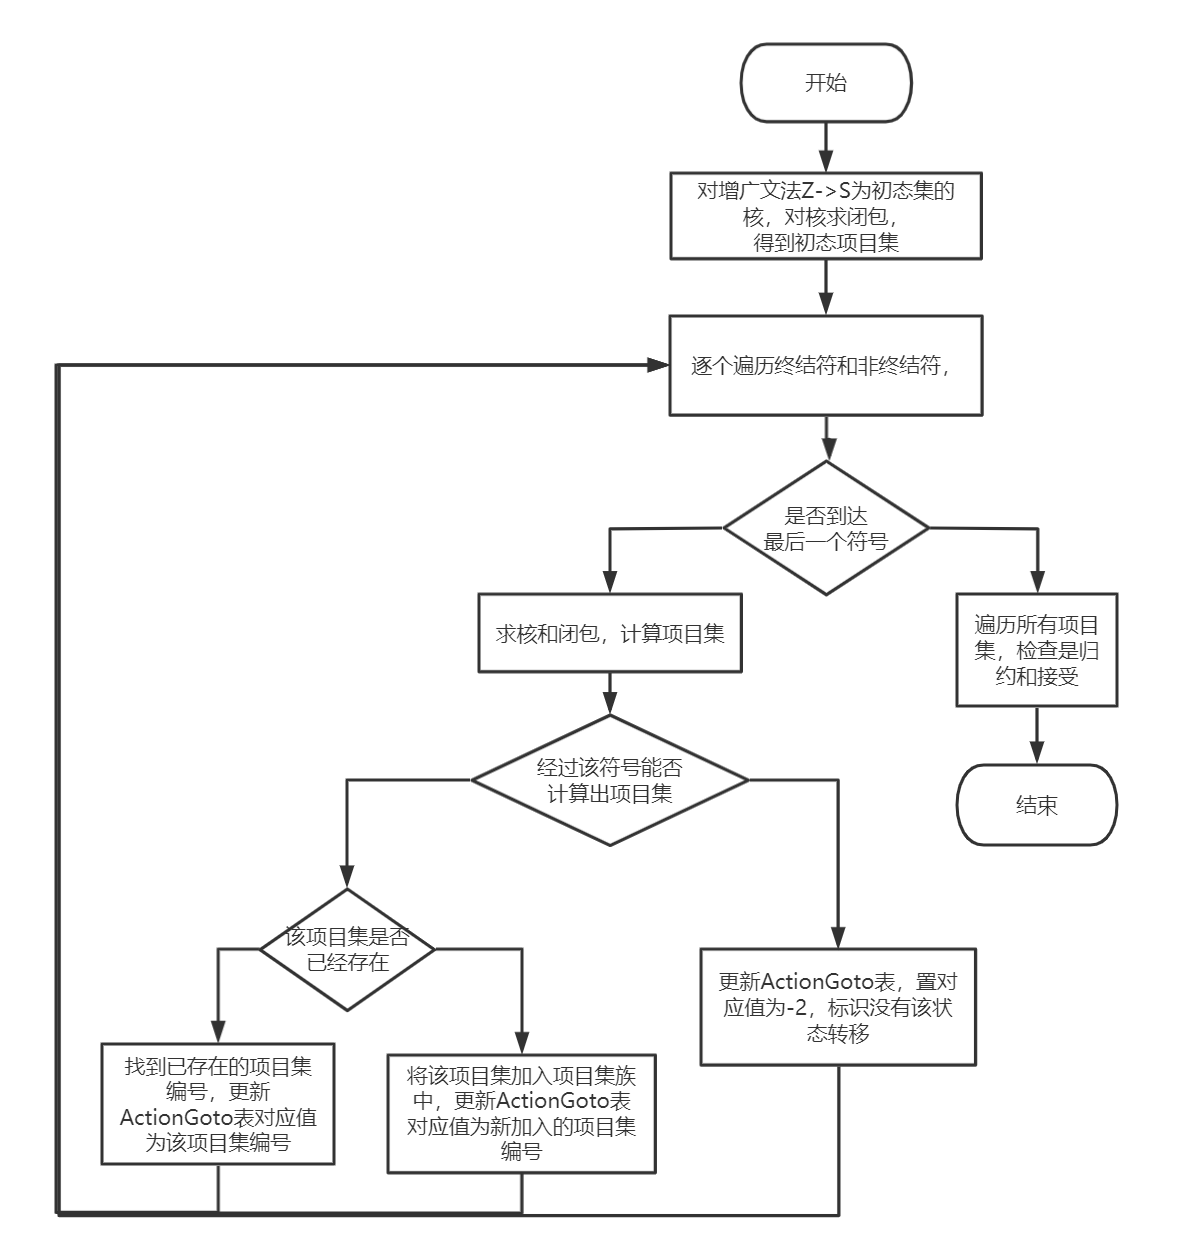 开始
对增广文法Z->S为初态集的
核，对核求闭包，
得到初态项目集
逐个遍历终结符和非终结符，
是否到达
最后一个符号
求核和闭包，计算项目集
遍历所有项目
集，检查是归
约和接受
经过该符号能否
计算出项目集
结束
该项目集是否
已经存在
更新ActionGoto表，置对
应值为-2，标识没有该状
态转移
找到已存在的项目集
编号，更新
ActionGoto表对应值
为该项目集编号
将该项目集加入项目集族
中，更新ActionGoto表
对应值为新加入的项目集
编号